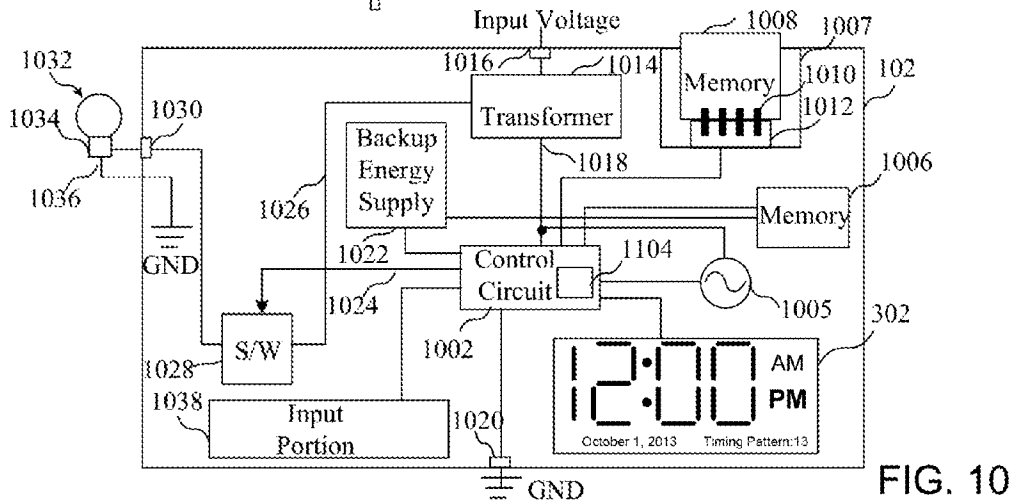 Input Voltage
1008
1007
1016
1014
1010
102
1032
Memory
1012
1034
1030
Transformer
Backup
Energy
Supply
1018
1006
1036
1026
Memory
1022
GND
Control
Circuit
1104
1024
1005
302
1002
S/W
1028
12:00
AM
PM
1038
Input
Portion
1020
October 1, 2013
Timing Pattern:13
GND
FIG. 10